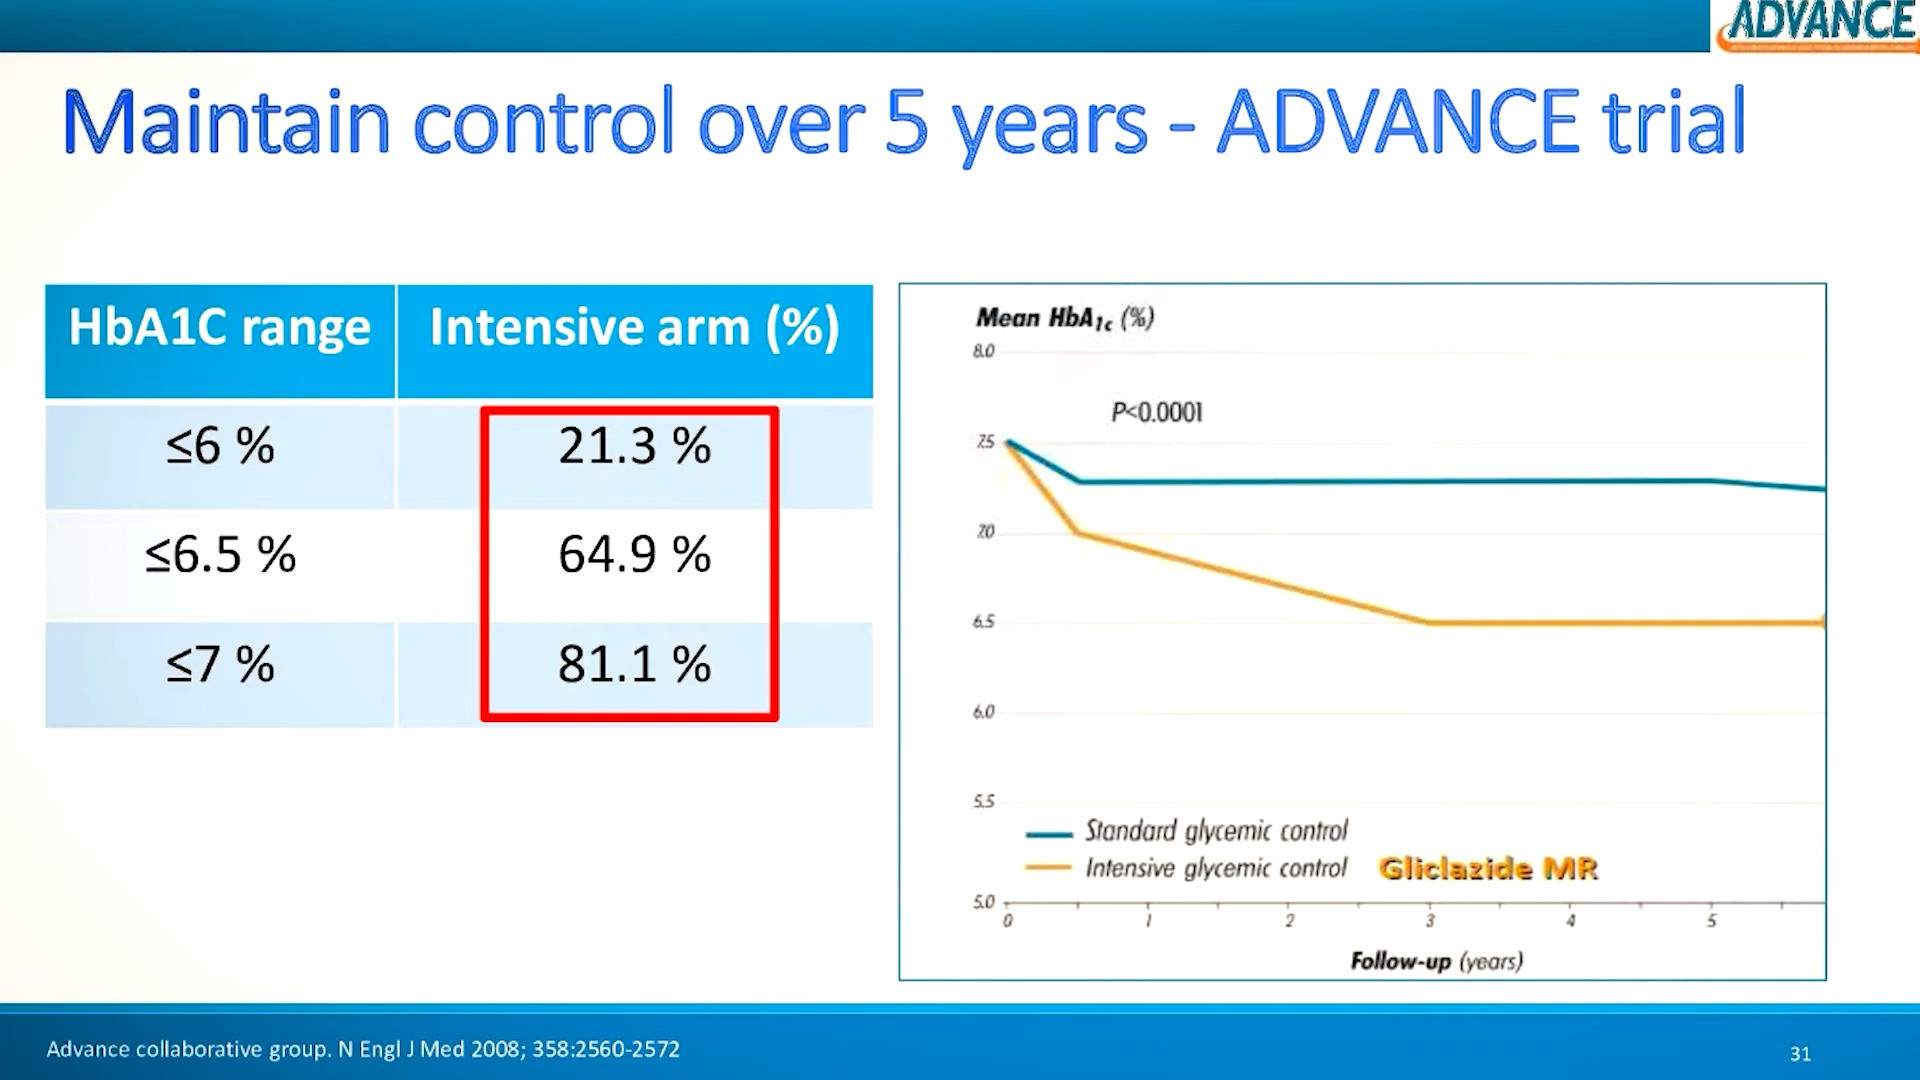 ADVANCE
Maintain control over 5 years - ADVANCE trial
HbA1C range Intensive arm (%)
≤6 % 21.3 %
≤6.5 % 64.9 %
≤7 % 81.1 %
Mean HbA1c (%)
8.0
P<0.0001
7.5
7.0
6.5
6.0
5.5
Standard glycemic control
Intensive glycemic control Gliclazide MR
5.0
0 1 2 3 4 5
Follow-up (years)
Advance collaborative group. N Engl J Med 2008; 358:2560-2572
31